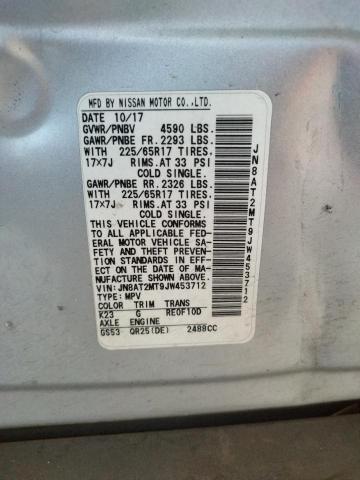 MFD BY NISSAN MOTOR CO.,LTD.
DATE 10/17
GVWR/PNBV 4590 LBS.
GAWR/PNBE FR. 2293 LBS.
WITH 225/65R17 TIRES.
17x7J RIMS.AT 33 PSI
COLD SINGLE.
GAWR/PNBE RR. 2326 LBS.
WITH 225/65R17 TIRES.
17x7J RIMS.AT 33 PSI
COLD SINGLE.
THIS VEHICLE CONFORMS
TO ALL APPLICABLE FED-
ERAL MOTOR VEHICLE SA-
FETY AND THEFT PREVEN-
TION STANDARDS IN EFF-
ECT ON THE DATE OF MA-
NUFACTURE SHOWN ABOVE.
VIN: JN8AT2MT9JW453712
TYPE: MPV
COLOR TRIM TRANS
K23 G RE0F10D
AXLE ENGINE
GS53 QR25(DE) 2488CC
JN8AT2MT9JW453712